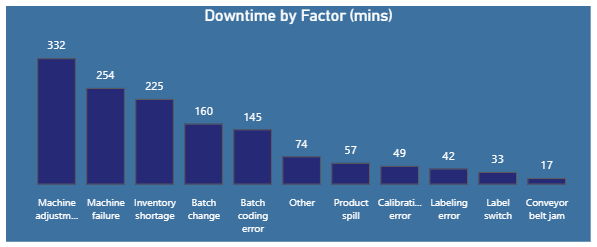 Downtime by Factor (mins)
332
254
225
160
145
74
57
49
42
33
17
Machine
adjustm...
Machine
failure
Inventory
shortage
Batch
change
Batch
coding
error
Other
Product
spill
Calibrati...
error
Labeling
error
Label
switch
Conveyor
belt jam